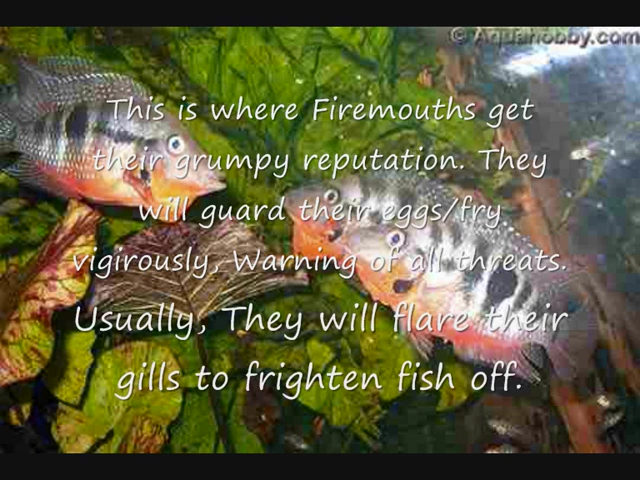 © Aquahobby.com
This is where Firemouths get
their grumpy reputation. They
will guard their eggs/fry
vigirously, Warning of all threats.
Usually, They will flare their
gills to frighten fish off.